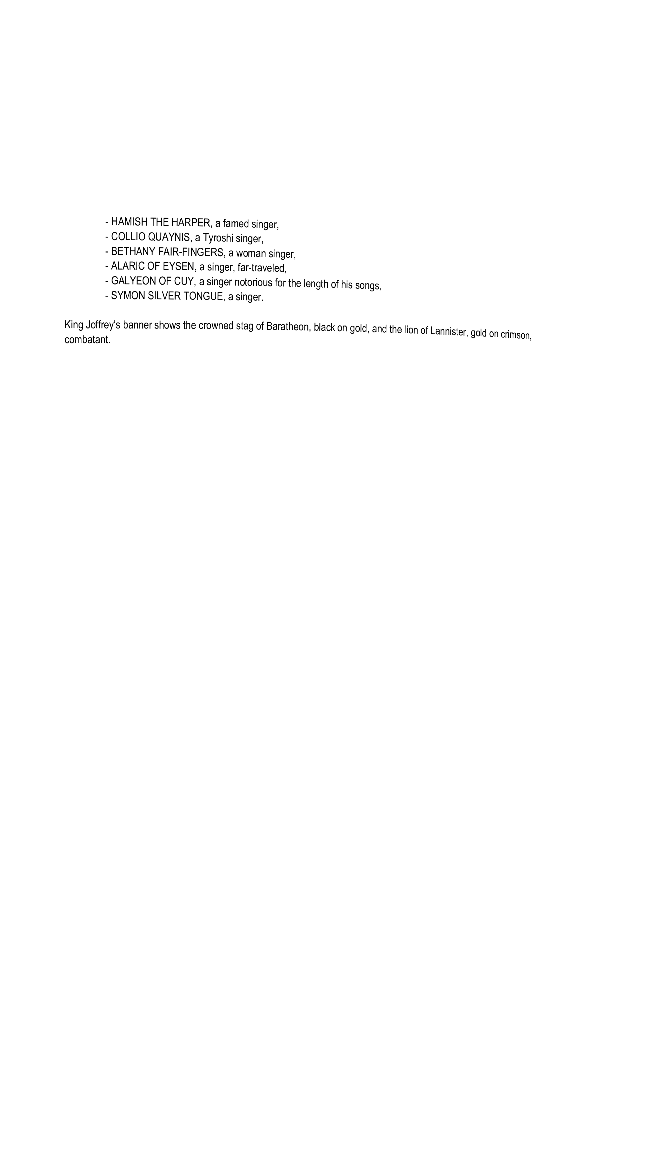 - HAMISH THE HARPER, a famed singer,
- COLLIO QUAYNIS, a Tyroshi singer,
- BETHANY FAIR-FINGERS, a woman singer,
- ALARIC OF EYSEN, a singer, far-traveled,
- GALYEON OF CUY, a singer notorious for the length of his songs,
- SYMON SILVER TONGUE, a singer.
King Joffrey's banner shows the crowned stag of Baratheon, black on gold, and the lion of Lannister, gold on crimson,
combatant.